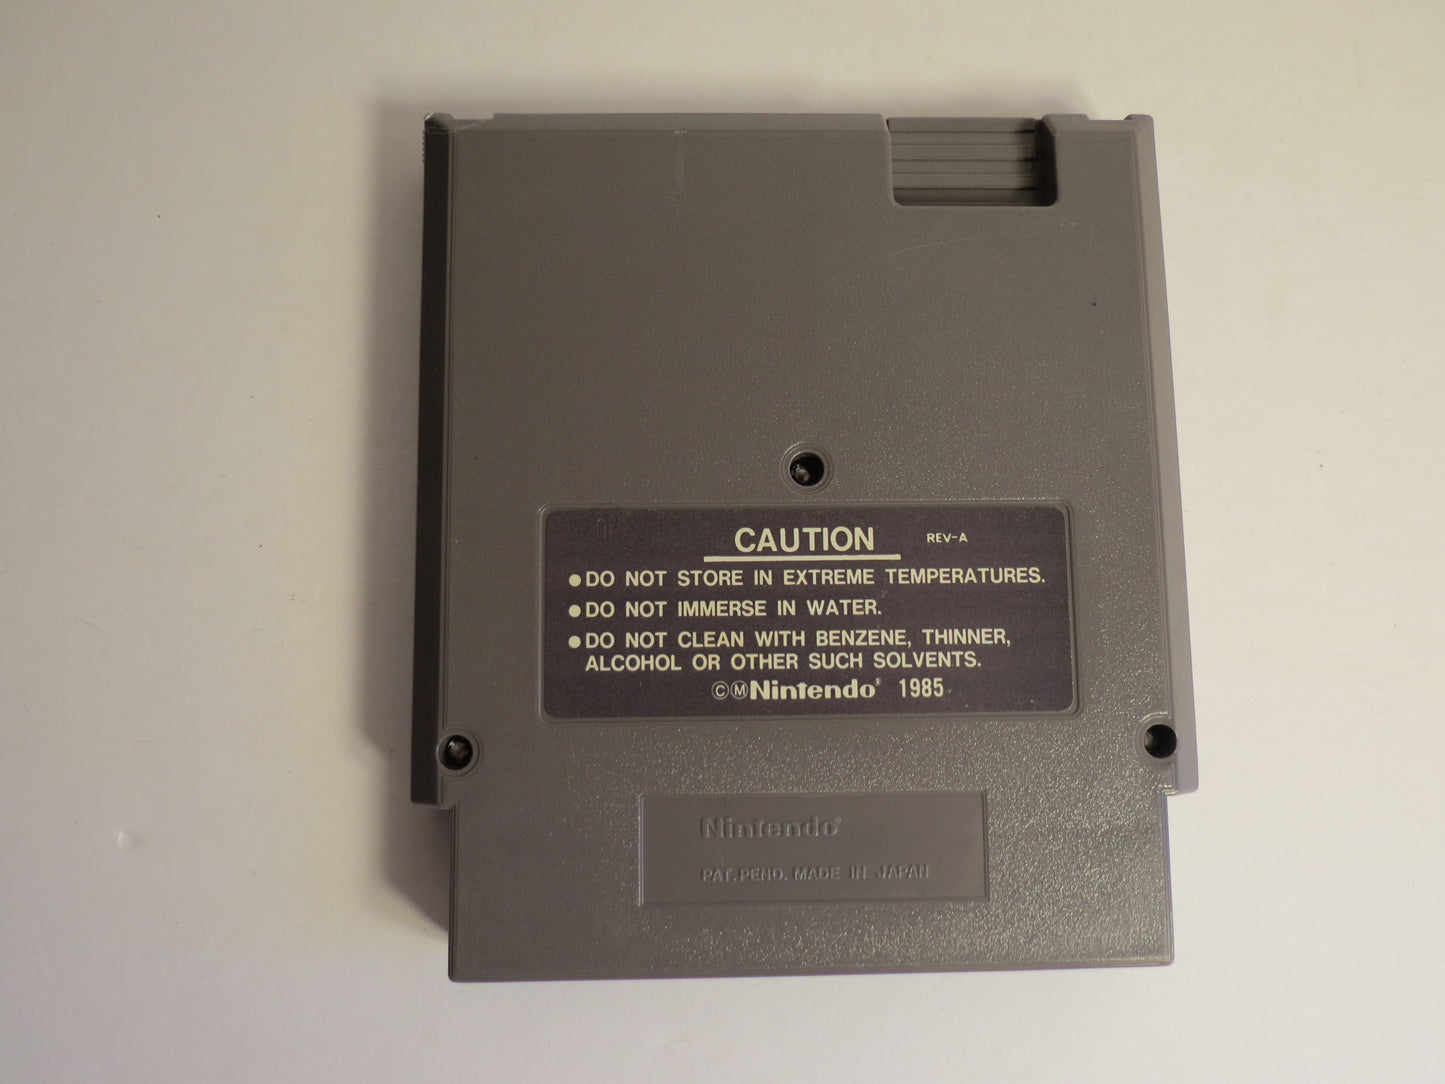 CAUTION REV-A
●DO NOT STORE IN EXTREME TEMPERATURES.
●DO NOT IMMERSE IN WATER.
●DO NOT CLEAN WITH BENZENE, THINNER,
ALCOHOL OR OTHER SUCH SOLVENTS.
ⒸⓂNintendo® 1985
Nintendo®
PAT. PEND. MADE IN JAPAN